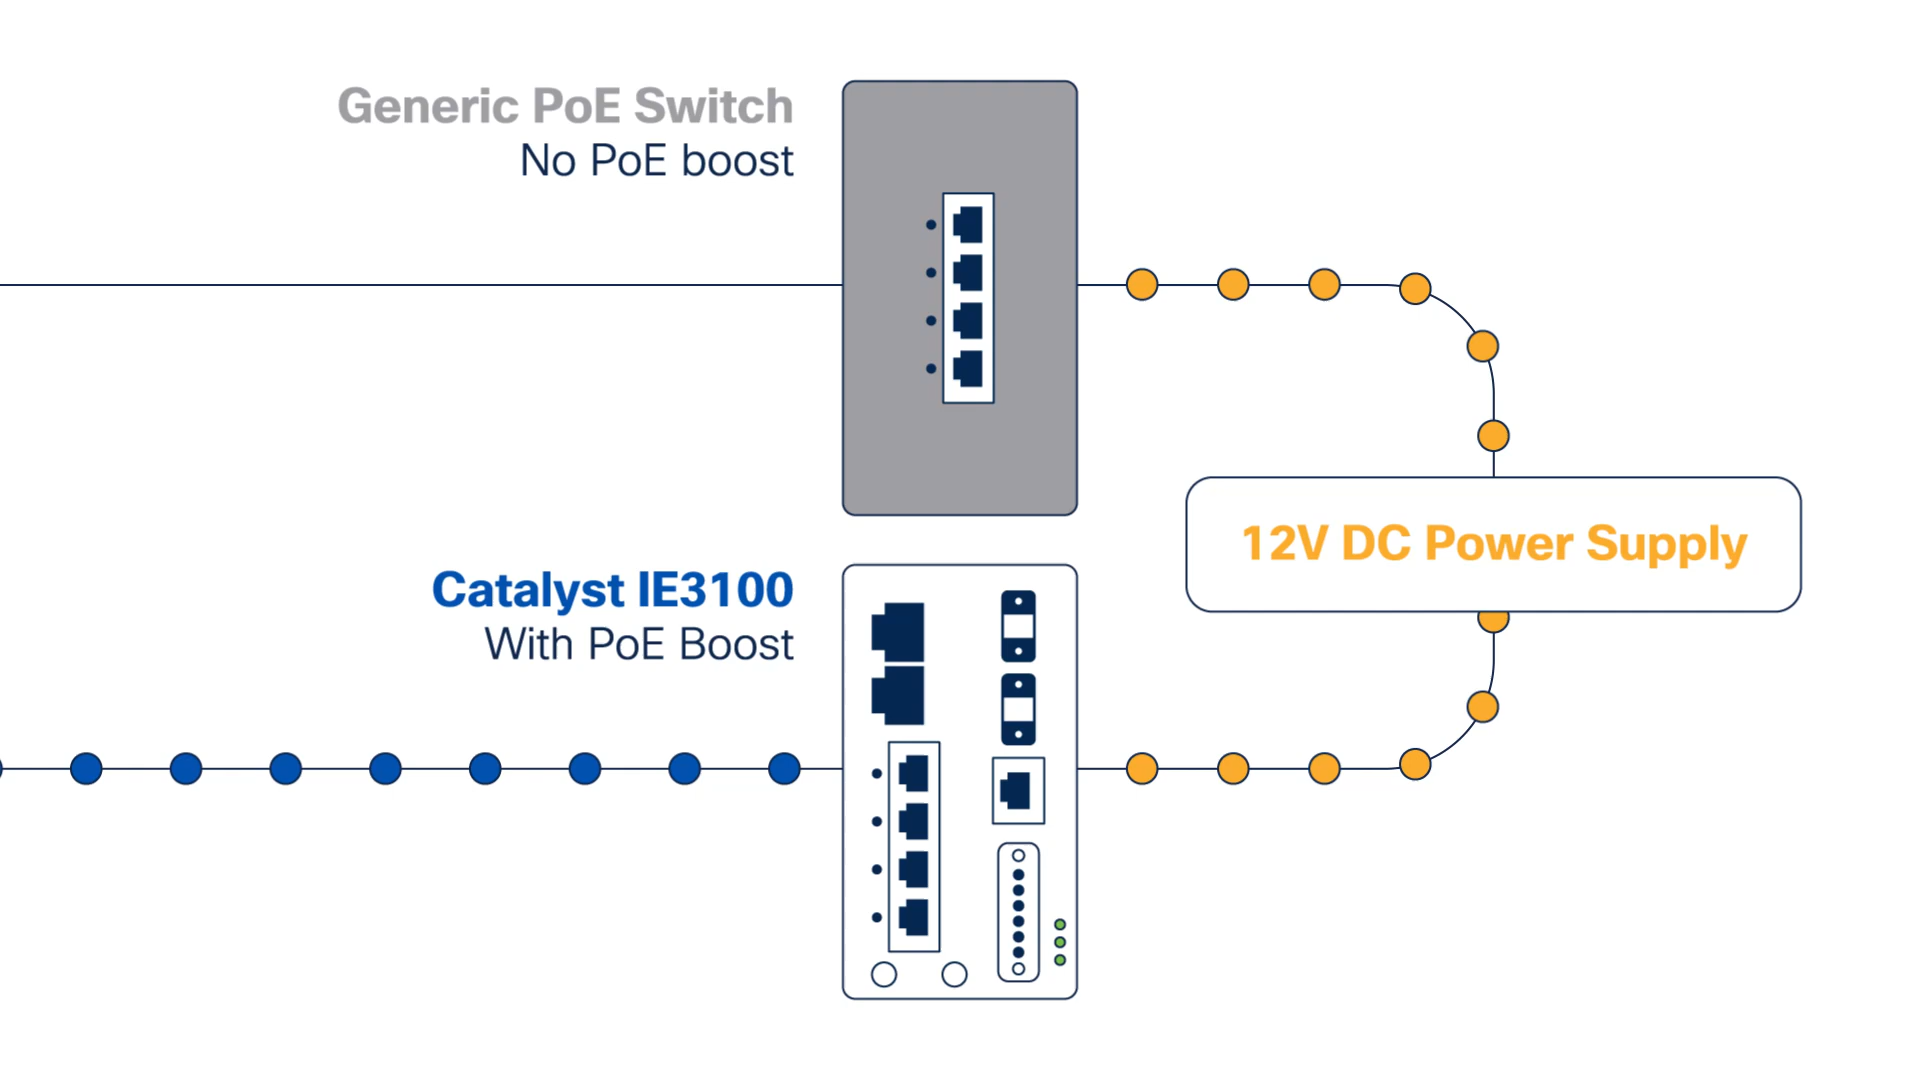 Generic PoE Switch
No PoE boost
12V DC Power Supply
Catalyst IE3100
With PoE Boost